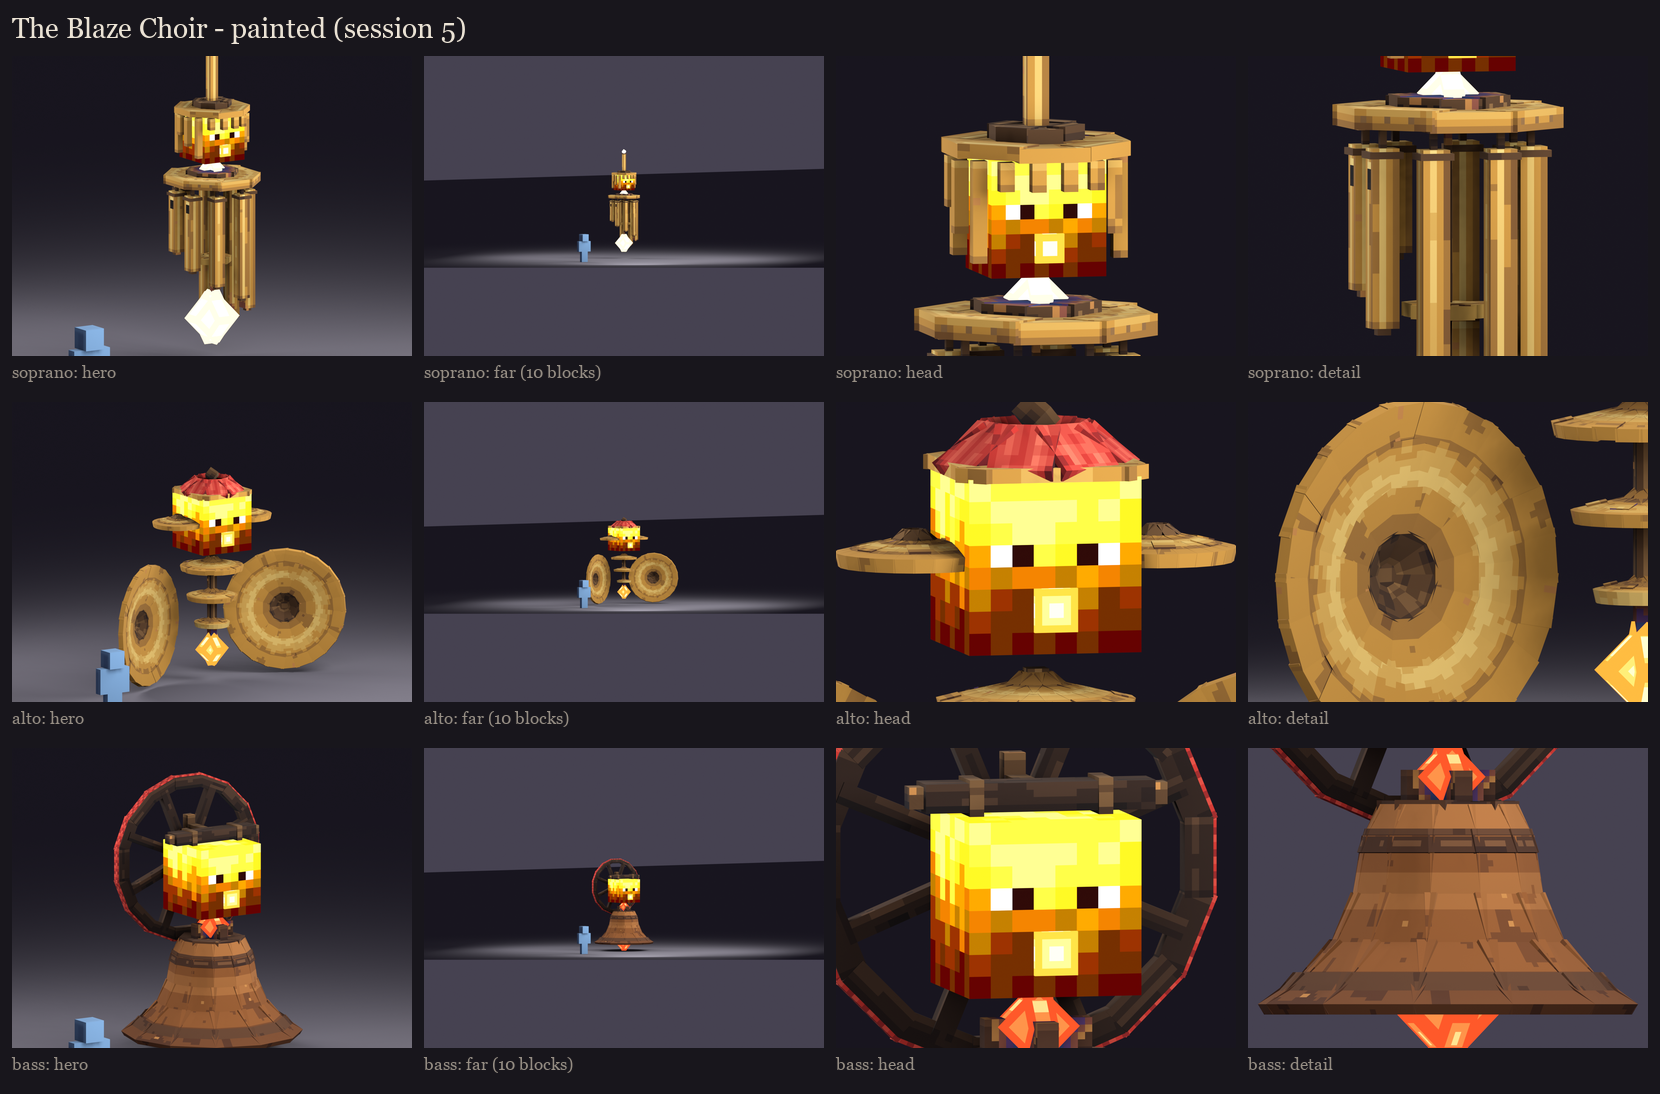 The Blaze Choir - painted (session 5)
soprano: hero
soprano: far (10 blocks)
soprano: head
soprano: detail
alto: hero
alto: far (10 blocks)
alto: head
alto: detail
bass: hero
bass: far (10 blocks)
bass: head
bass: detail